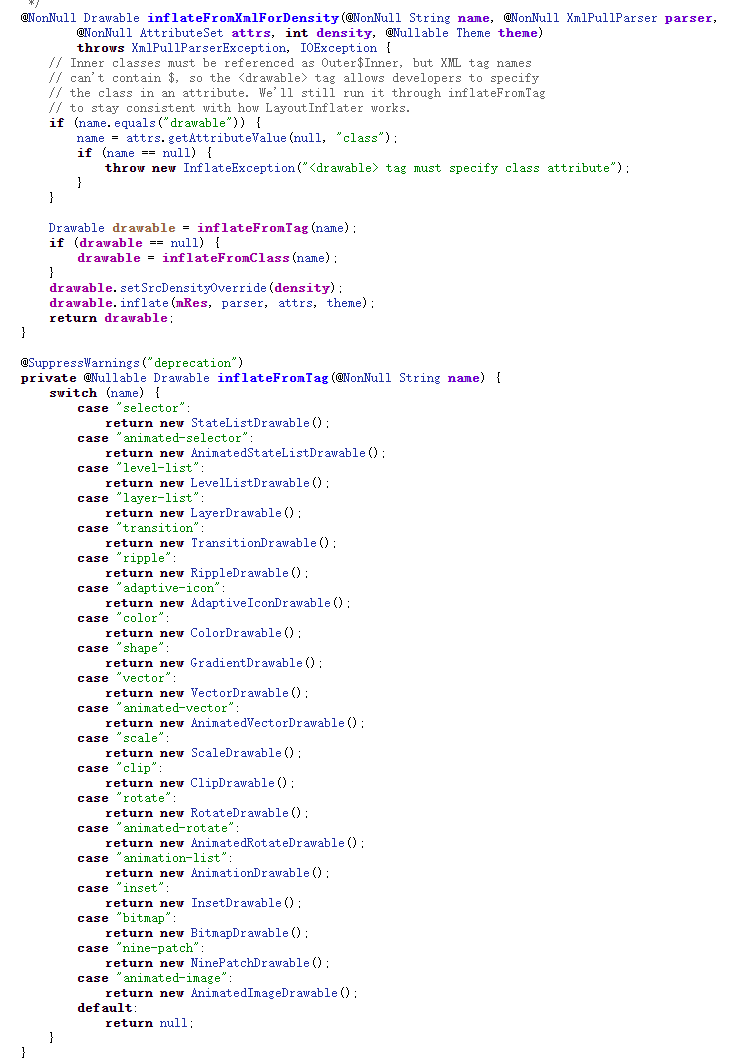 */
@NonNull Drawable inflateFromXmlForDensity(@NonNull String name, @NonNull XmlPullParser parser,
        @NonNull AttributeSet attrs, int density, @Nullable Theme theme)
        throws XmlPullParserException, IOException {
    // Inner classes must be referenced as Outer$Inner, but XML tag names
    // can't contain $, so the <drawable> tag allows developers to specify
    // the class in an attribute. We'll still run it through inflateFromTag
    // to stay consistent with how LayoutInflater works.
    if (name.equals("drawable")) {
        name = attrs.getAttributeValue(null, "class");
        if (name == null) {
            throw new InflateException("<drawable> tag must specify class attribute");
        }
    }

    Drawable drawable = inflateFromTag(name);
    if (drawable == null) {
        drawable = inflateFromClass(name);
    }
    drawable.setSrcDensityOverride(density);
    drawable.inflate(mRes, parser, attrs, theme);
    return drawable;
}

@SuppressWarnings("deprecation")
private @Nullable Drawable inflateFromTag(@NonNull String name) {
    switch (name) {
        case "selector":
            return new StateListDrawable();
        case "animated-selector":
            return new AnimatedStateListDrawable();
        case "level-list":
            return new LevelListDrawable();
        case "layer-list":
            return new LayerDrawable();
        case "transition":
            return new TransitionDrawable();
        case "ripple":
            return new RippleDrawable();
        case "adaptive-icon":
            return new AdaptiveIconDrawable();
        case "color":
            return new ColorDrawable();
        case "shape":
            return new GradientDrawable();
        case "vector":
            return new VectorDrawable();
        case "animated-vector":
            return new AnimatedVectorDrawable();
        case "scale":
            return new ScaleDrawable();
        case "clip":
            return new ClipDrawable();
        case "rotate":
            return new RotateDrawable();
        case "animated-rotate":
            return new AnimatedRotateDrawable();
        case "animation-list":
            return new AnimationDrawable();
        case "inset":
            return new InsetDrawable();
        case "bitmap":
            return new BitmapDrawable();
        case "nine-patch":
            return new NinePatchDrawable();
        case "animated-image":
            return new AnimatedImageDrawable();
        default:
            return null;
    }
}